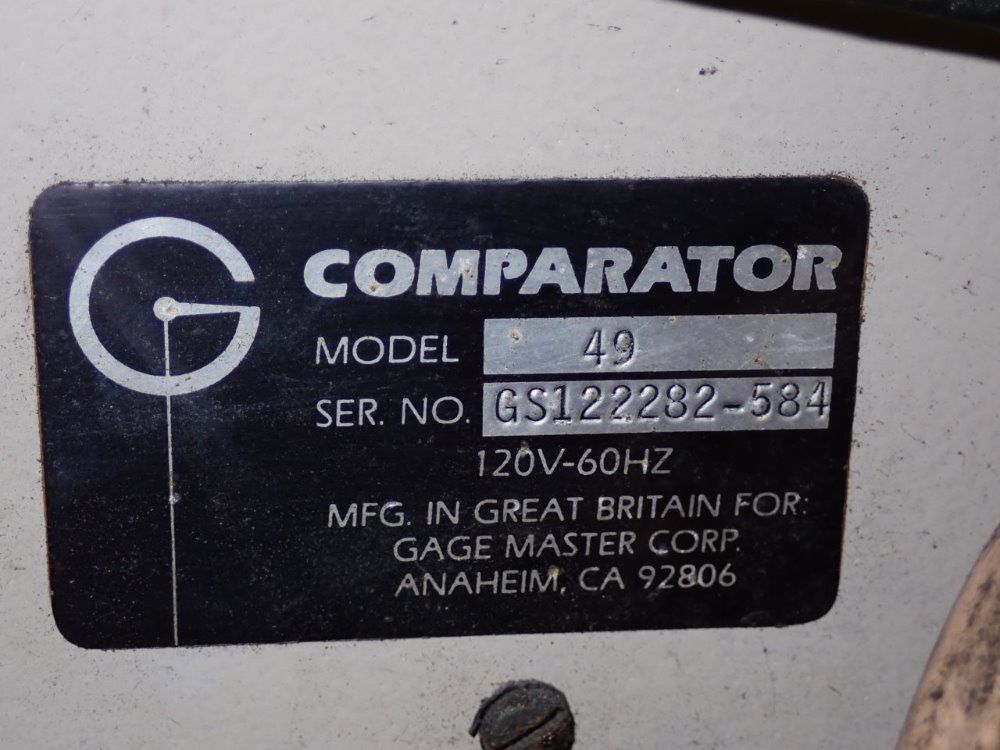 COMPARATOR
MODEL 49
SER. NO. GS122282-584
120V-60HZ
MFG. IN GREAT BRITAIN FOR:
GAGE MASTER CORP.
ANAHEIM, CA 92806